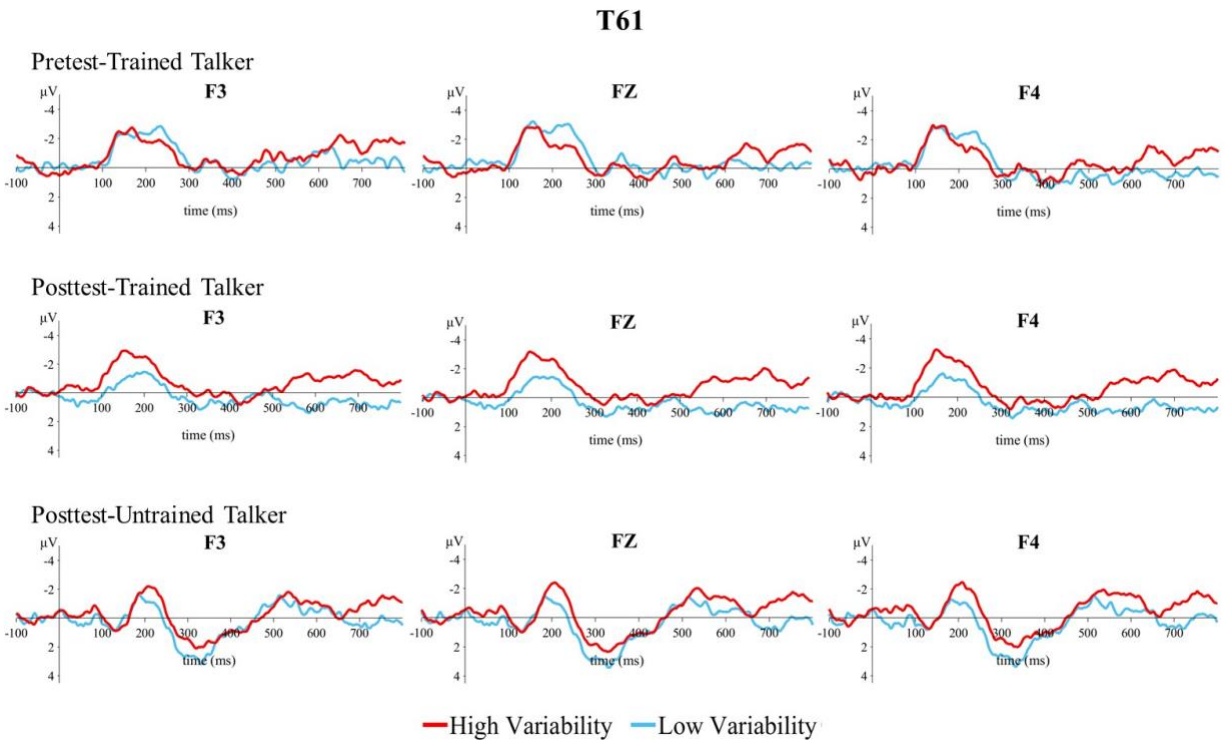 T61
Pretest-Trained Talker
F3 FZ F4
µV µV µV
-4 -4 -4
-2 -2 -2
-100 100 200 300 400 500 600 700 -100 100 200 300 400 500 600 700 -100 100 200 300 400 500 600 700
2 2 2
time (ms) time (ms) time (ms)
4 4 4
Posttest-Trained Talker
F3 FZ F4
µV µV µV
-4 -4 -4
-2 -2 -2
-100 100 200 300 400 500 600 700 -100 100 200 300 400 500 600 700 -100 100 200 300 400 500 600 700
2 2 2
time (ms) time (ms) time (ms)
4 4 4
Posttest-Untrained Talker
F3 FZ F4
µV µV µV
-4 -4 -4
-2 -2 -2
-100 100 200 300 400 500 600 700 -100 100 200 300 400 500 600 700 -100 100 200 300 400 500 600 700
2 2 2
time (ms) time (ms) time (ms)
4 4 4
High Variability Low Variability